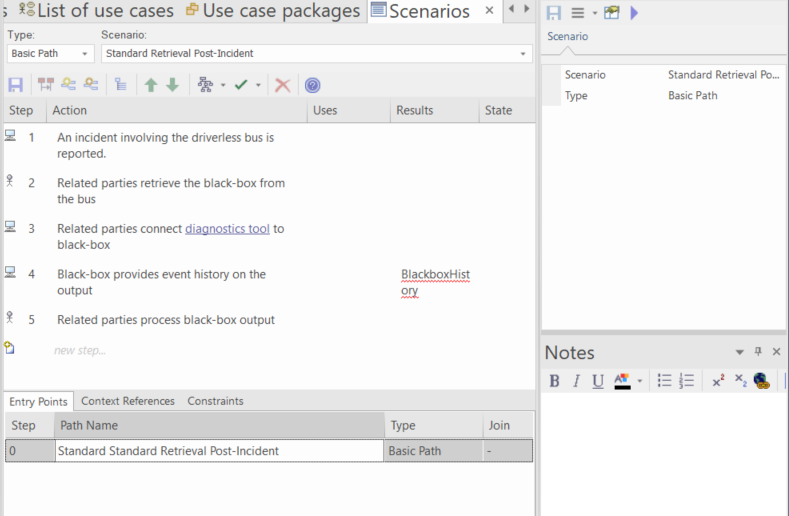 s List of use cases Use case packages Scenarios
Type: Scenario:
Basic Path Standard Retrieval Post-Incident
Step Action Uses Results State
1 An incident involving the driverless bus is
reported.
2 Related parties retrieve the black-box from
the bus
3 Related parties connect diagnostics tool to
black-box
4 Black-box provides event history on the BlackboxHist
output ory
5 Related parties process black-box output
new step...
Entry Points Context References Constraints
Step Path Name Type Join
0 Standard Standard Retrieval Post-Incident Basic Path -
Scenario
Scenario Standard Retrieval Po...
Type Basic Path
Notes
B I U A x² x₂